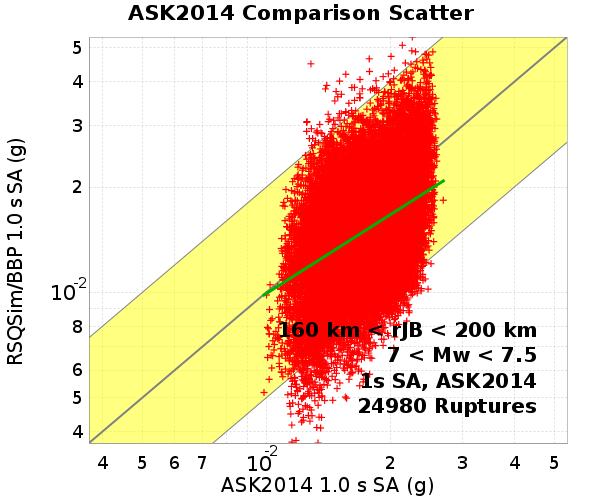 ASK2014 Comparison Scatter
RSQSim/BBP 1.0 s SA (g)
5
4
3
2
10-2
8
6
5
4
160 km < rJB < 200 km
7 < Mw < 7.5
1s SA, ASK2014
24980 Ruptures
4 5 6 7 10-2 2 3 4 5
ASK2014 1.0 s SA (g)